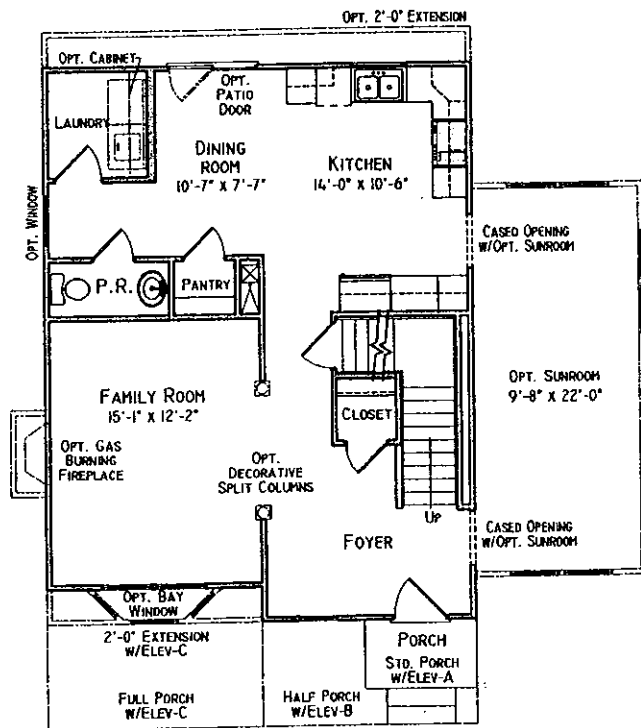 OPT. 2'-0" EXTENSION
OPT. CABINET
OPT.
PATIO
DOOR
LAUNDRY
DINING
ROOM
10'-7" X 7'-7"
KITCHEN
14'-0" X 10'-6"
OPT. WINDOW
CASED OPENING
W/OPT. SUNROOM
P.R.
PANTRY
FAMILY ROOM
15'-1" X 12'-2"
OPT. SUNROOM
9'-8" X 22'-0"
CLOSET
OPT. GAS
BURNING
FIREPLACE
OPT.
DECORATIVE
SPLIT COLUMNS
UP
FOYER
CASED OPENING
W/OPT. SUNROOM
OPT. BAY
WINDOW
2'-0" EXTENSION
W/ELEV-C
PORCH
STD. PORCH
W/ELEV-A
FULL PORCH
W/ELEV-C
HALF PORCH
W/ELEV-B